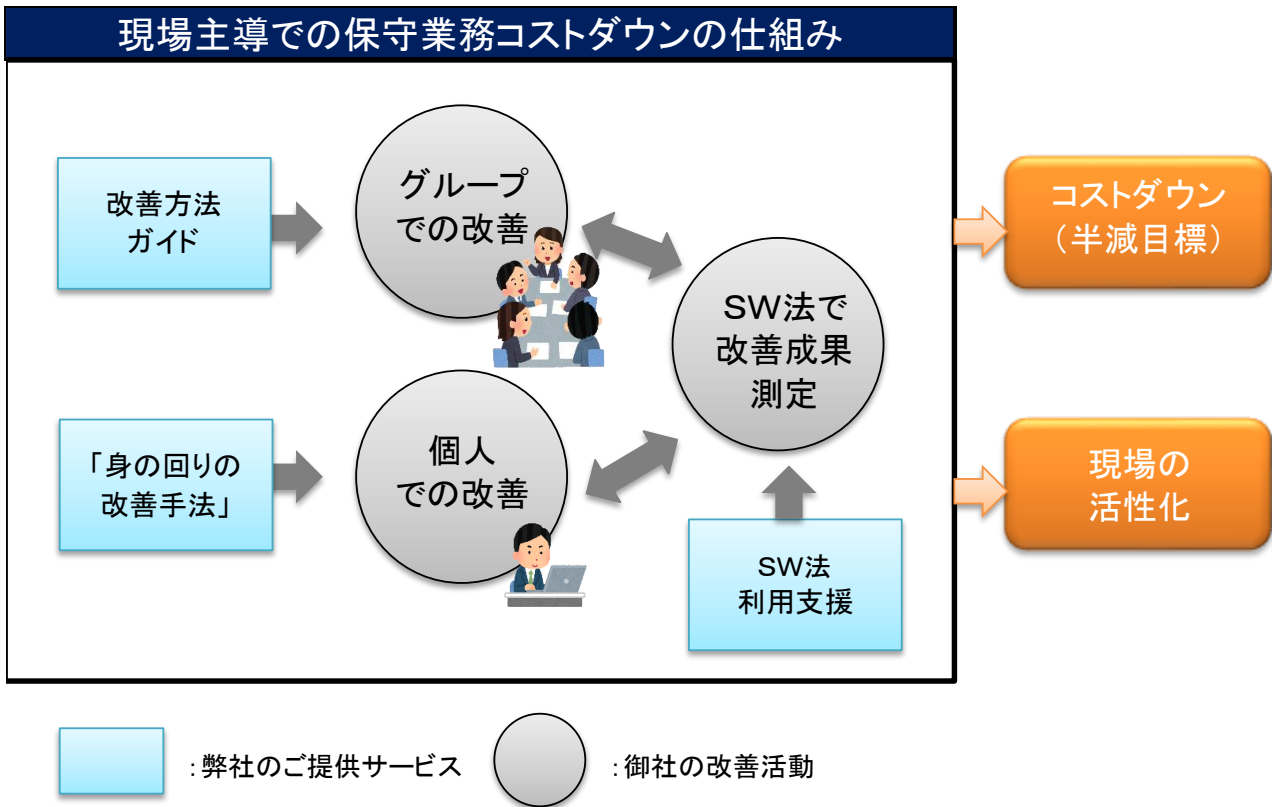 現場主導での保守業務コストダウンの仕組み
改善方法
ガイド
グループ
での改善
SW法で
改善成果
測定
「身の回りの
改善手法」
個人
での改善
SW法
利用支援
コストダウン
（半減目標）
現場の
活性化
：弊社のご提供サービス
：御社の改善活動